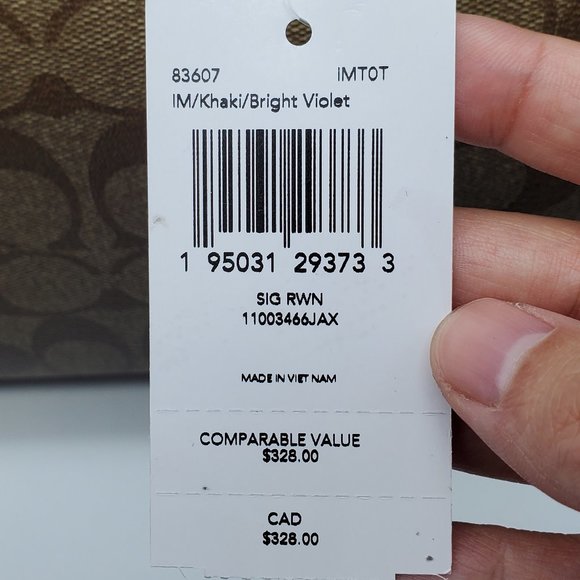 83607 IMT0T
IM/Khaki/Bright Violet
1 95031 29373 3
SIG RWN
11003466JAX
MADE IN VIET NAM
COMPARABLE VALUE
$328.00
CAD
$328.00